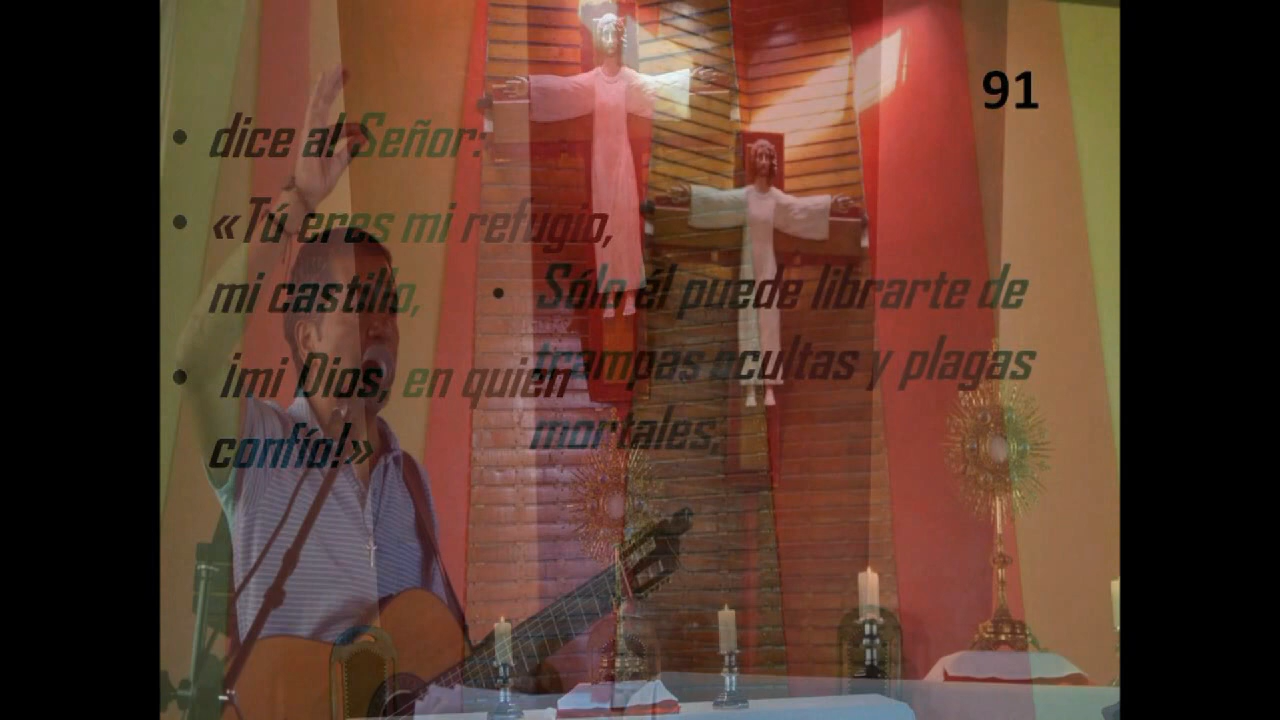 91
• dice al Señor:
• «Tú eres mi refugio,
mi castillo,
• ¡mi Dios, en quien
confío!»
• Sólo él puede librarte de
trampas ocultas y plagas
mortales,